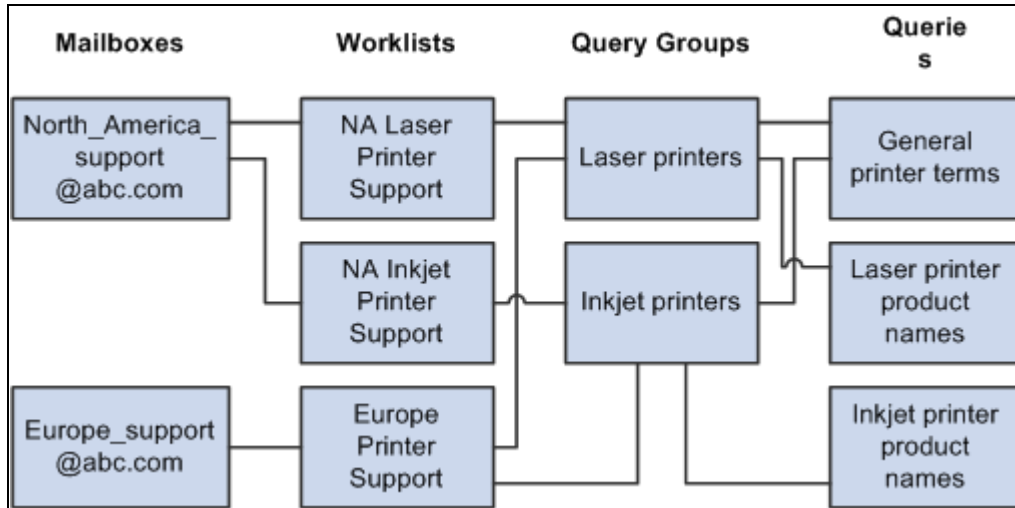 Mailboxes
Worklists
Query Groups
Querie
s
North_America_
support
@abc.com
NA Laser
Printer
Support
Laser printers
General
printer terms
NA Inkjet
Printer
Support
Inkjet printers
Laser printer
product
names
Europe_support
@abc.com
Europe
Printer
Support
Inkjet printer
product
names